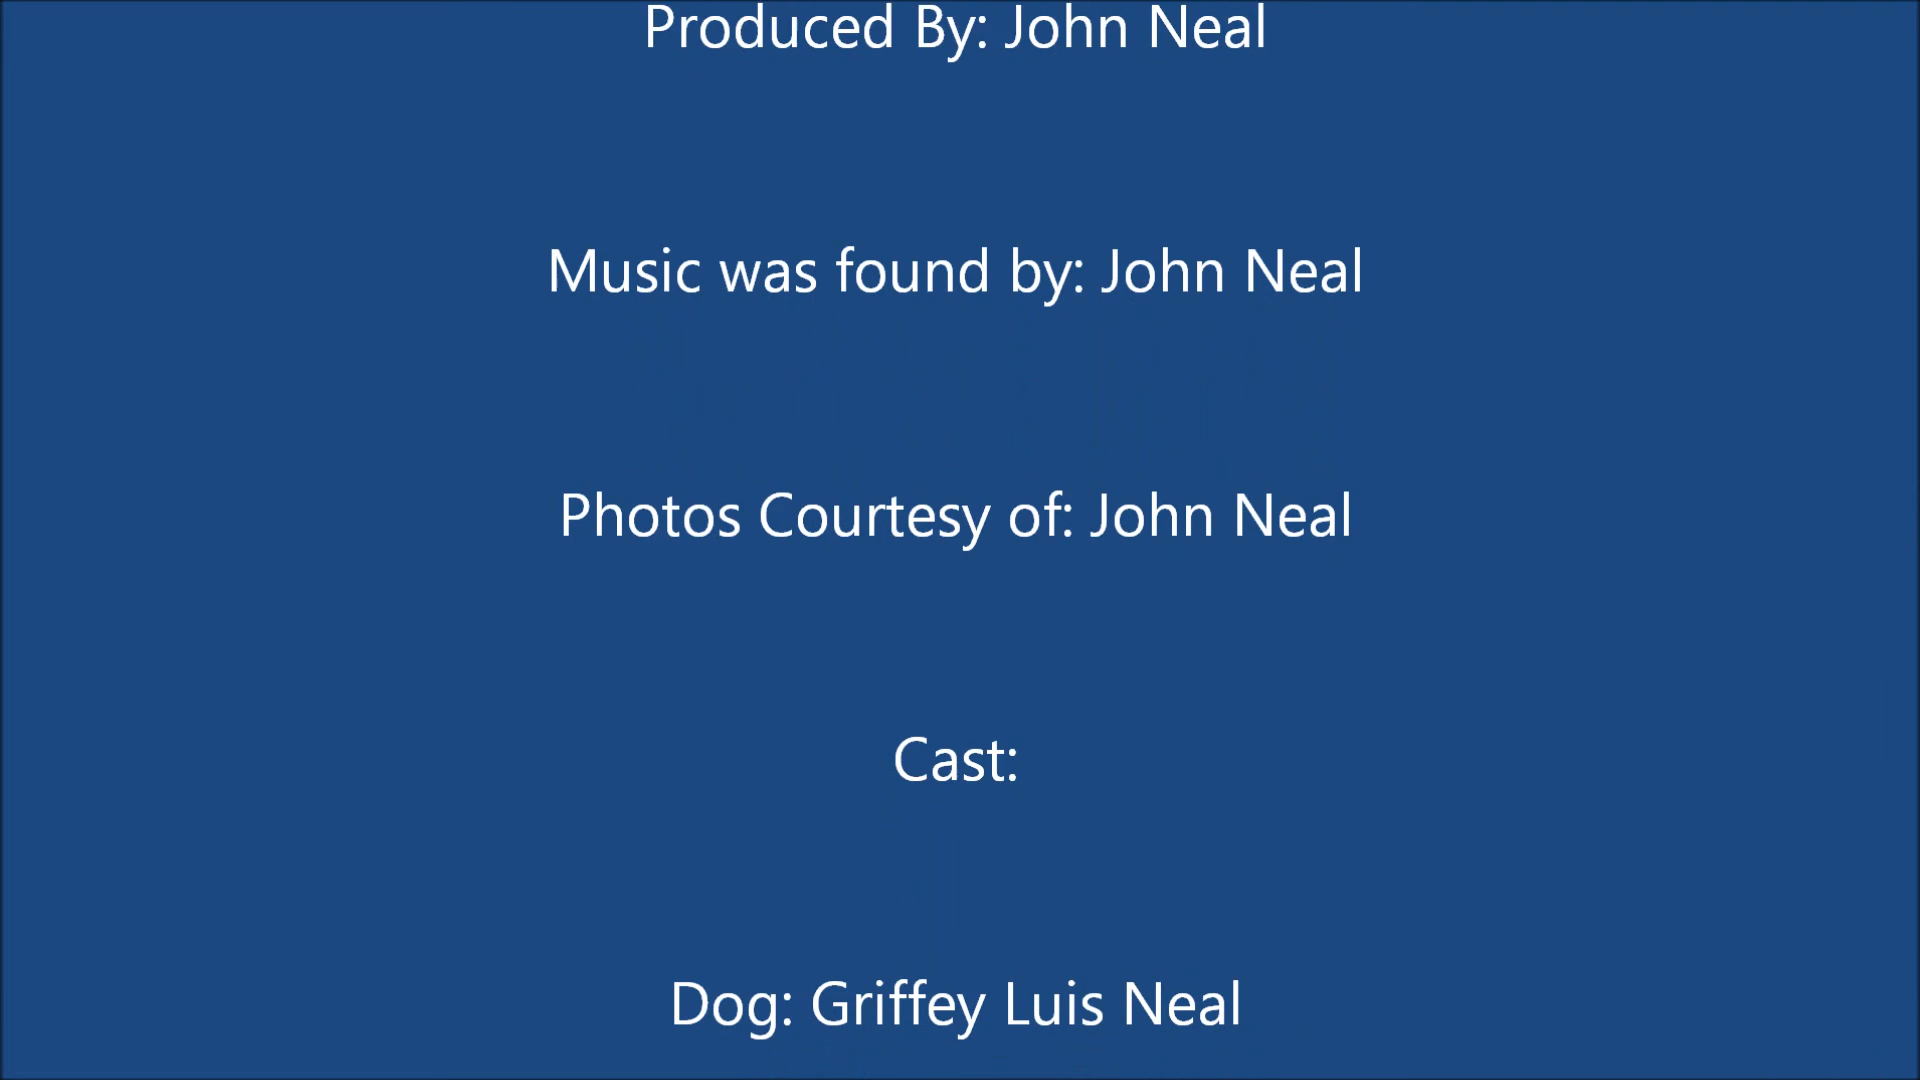 Produced By: John Neal
Music was found by: John Neal
Photos Courtesy of: John Neal
Cast:
Dog: Griffey Luis Neal